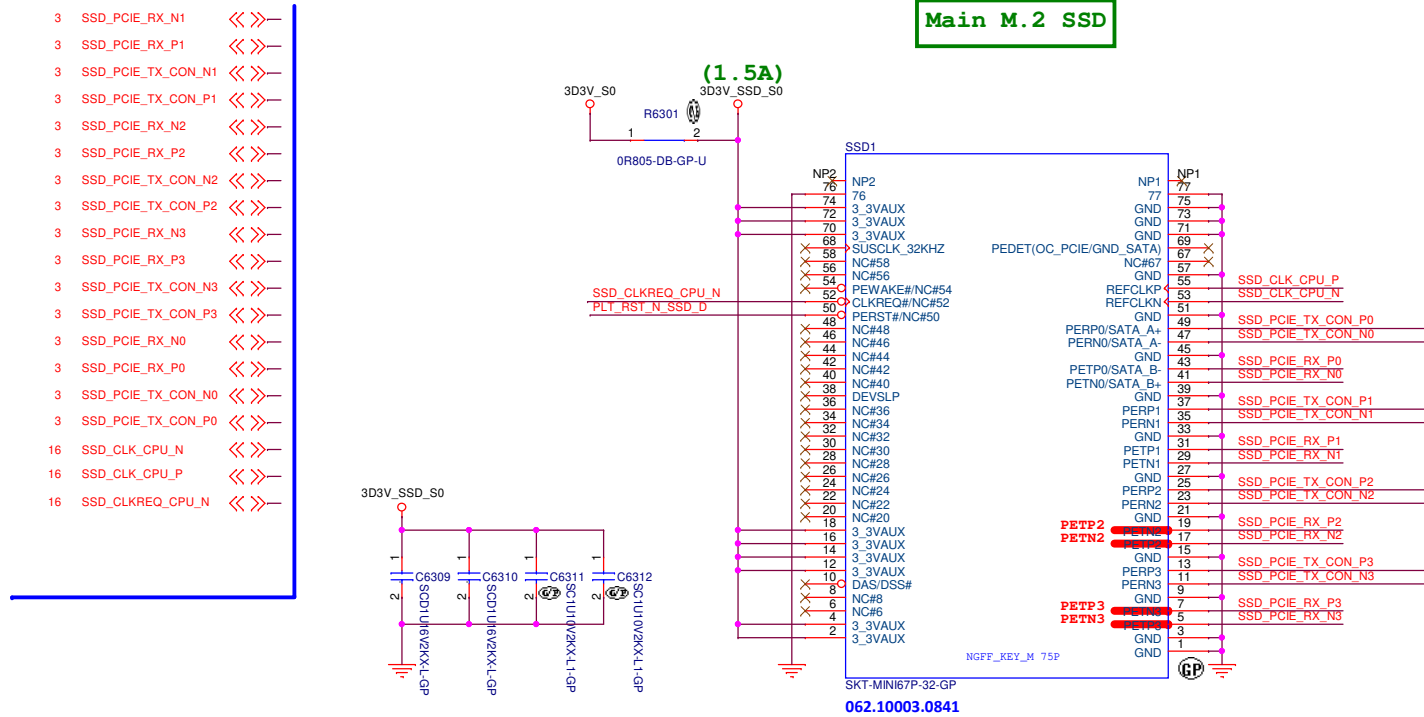 3 SSD_PCIE_RX_N1
3 SSD_PCIE_RX_P1
3 SSD_PCIE_TX_CON_N1
3 SSD_PCIE_TX_CON_P1
3 SSD_PCIE_RX_N2
3 SSD_PCIE_RX_P2
3 SSD_PCIE_TX_CON_N2
3 SSD_PCIE_TX_CON_P2
3 SSD_PCIE_RX_N3
3 SSD_PCIE_RX_P3
3 SSD_PCIE_TX_CON_N3
3 SSD_PCIE_TX_CON_P3
3 SSD_PCIE_RX_N0
3 SSD_PCIE_RX_P0
3 SSD_PCIE_TX_CON_N0
3 SSD_PCIE_TX_CON_P0
16 SSD_CLK_CPU_N
16 SSD_CLK_CPU_P
16 SSD_CLKREQ_CPU_N
Main M.2 SSD
(1.5A)
3D3V_S0
3D3V_SSD_S0
R6301
1 2
0R805-DB-GP-U
SSD1
NP2 NP2
76 76
74 3_3VAUX
72 3_3VAUX
70 3_3VAUX
68 SUSCLK_32KHZ
58 NC#58
56 NC#56
54 PEWAKE#/NC#54
SSD_CLKREQ_CPU_N 52 CLKREQ#/NC#52
PLT_RST_N_SSD_D 50 PERST#/NC#50
48 NC#48
46 NC#46
44 NC#44
42 NC#42
40 NC#40
38 DEVSLP
36 NC#36
34 NC#34
32 NC#32
30 NC#30
28 NC#28
26 NC#26
24 NC#24
22 NC#22
20 NC#20
18 3_3VAUX
16 3_3VAUX
14 3_3VAUX
12 3_3VAUX
10 DAS/DSS#
8 NC#8
6 NC#6
4 3_3VAUX
2 3_3VAUX
NP1 NP1
77 77
GND 75
GND 73
GND 71
PEDET(OC_PCIE/GND_SATA) 69
NC#67 67
GND 57
REFCLKP 55 SSD_CLK_CPU_P
REFCLKN 53 SSD_CLK_CPU_N
GND 51
PERP0/SATA_A+ 49 SSD_PCIE_TX_CON_P0
PERN0/SATA_A- 47 SSD_PCIE_TX_CON_N0
GND 45
PETP0/SATA_B- 43 SSD_PCIE_RX_P0
PETN0/SATA_B+ 41 SSD_PCIE_RX_N0
GND 39
PERP1 37 SSD_PCIE_TX_CON_P1
PERN1 35 SSD_PCIE_TX_CON_N1
GND 33
PETP1 31 SSD_PCIE_RX_P1
PETN1 29 SSD_PCIE_RX_N1
GND 27
PERP2 25 SSD_PCIE_TX_CON_P2
PERN2 23 SSD_PCIE_TX_CON_N2
GND 21
PETP2 PETN2 19 SSD_PCIE_RX_P2
PETN2 PETP2 17 SSD_PCIE_RX_N2
GND 15
PERP3 13 SSD_PCIE_TX_CON_P3
PERN3 11 SSD_PCIE_TX_CON_N3
GND 9
PETP3 PETN3 7 SSD_PCIE_RX_P3
PETN3 PETP3 5 SSD_PCIE_RX_N3
GND 3
GND 1
NGFF_KEY_M 75P
GP
SKT-MINI67P-32-GP
062.10003.0841
3D3V_SSD_S0
1 1 1 1
C6309 C6310 C6311 C6312
2 2 2 2
SCD1U16V2KX-L-GP
SCD1U16V2KX-L-GP
SC1U10V2KX-L1-GP
SC1U10V2KX-L1-GP